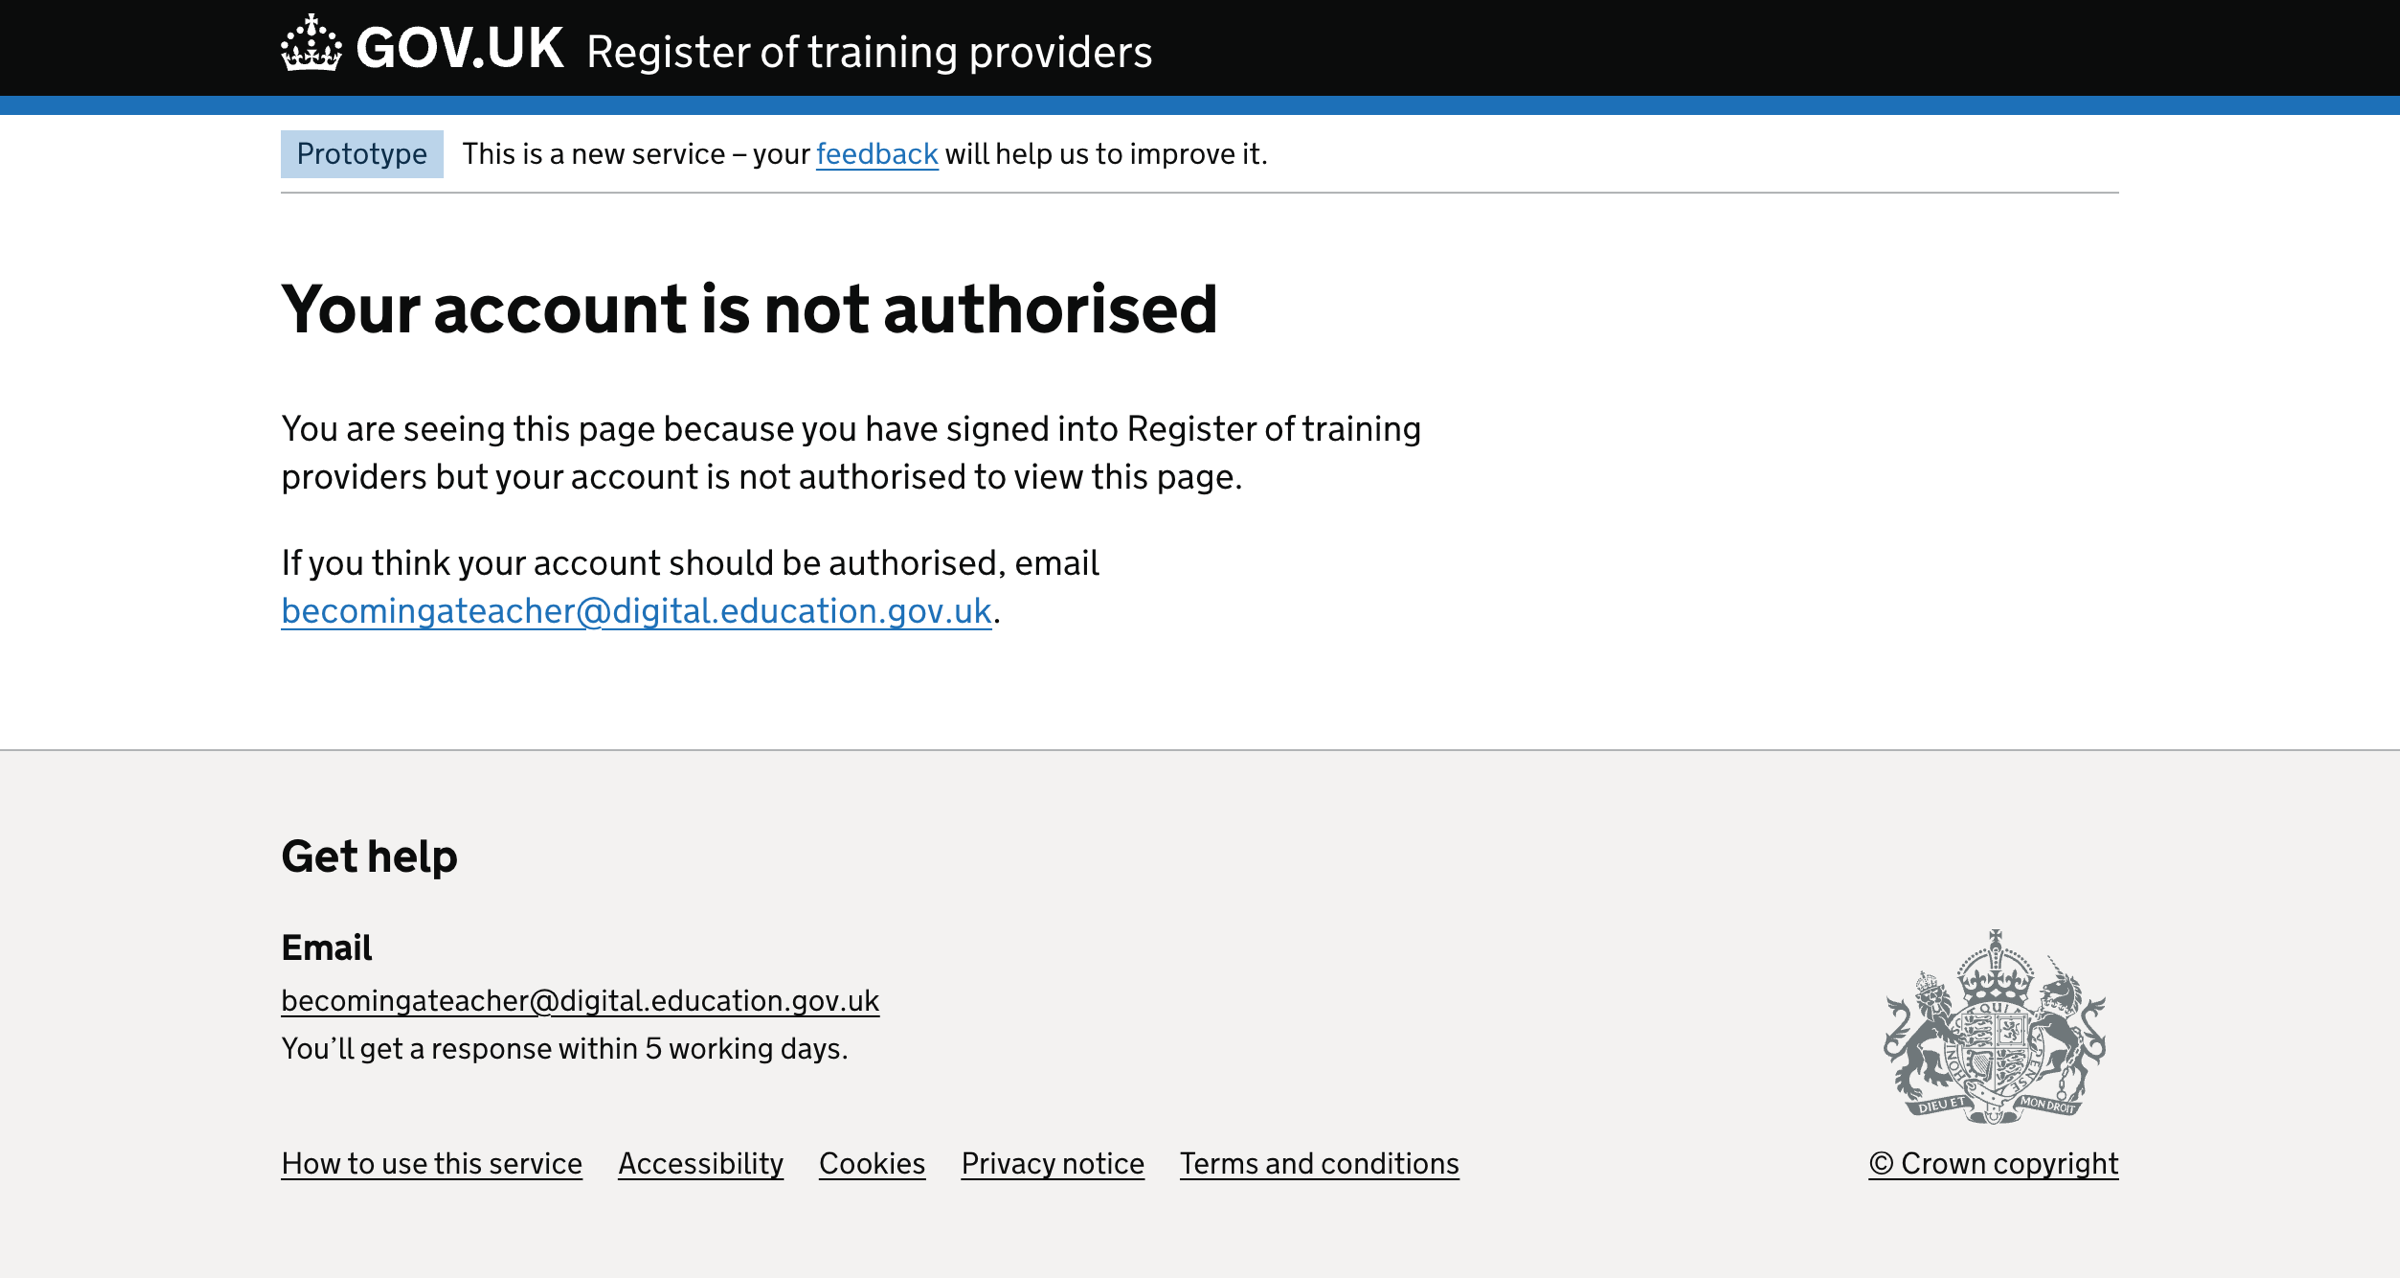 GOV.UK Register of training providers
Prototype This is a new service – your feedback will help us to improve it.
Your account is not authorised
You are seeing this page because you have signed into Register of training
providers but your account is not authorised to view this page.
If you think your account should be authorised, email
becomingateacher@digital.education.gov.uk.
Get help
Email
becomingateacher@digital.education.gov.uk
You’ll get a response within 5 working days.
QUI
HONI
PENSE
DIEU ET MON DROIT
How to use this service Accessibility Cookies Privacy notice Terms and conditions
© Crown copyright